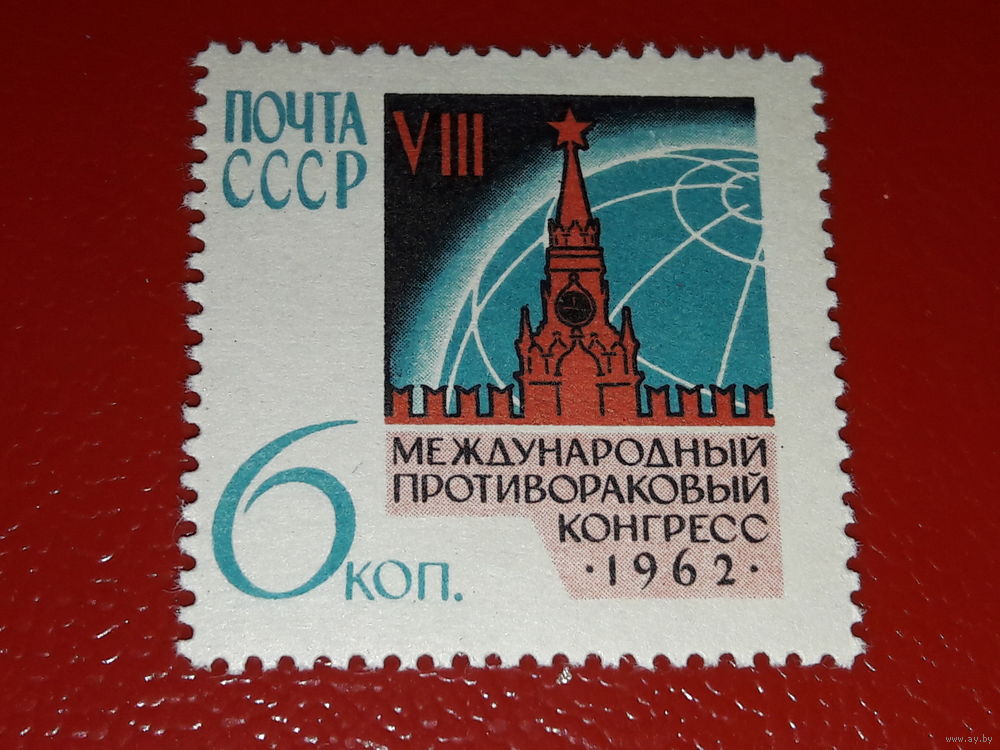 ПОЧТА
СССР
VIII
МЕЖДУНАРОДНЫЙ
ПРОТИВОРАКОВЫЙ
КОНГРЕСС
·1962·
6 КОП.
www.ay.by